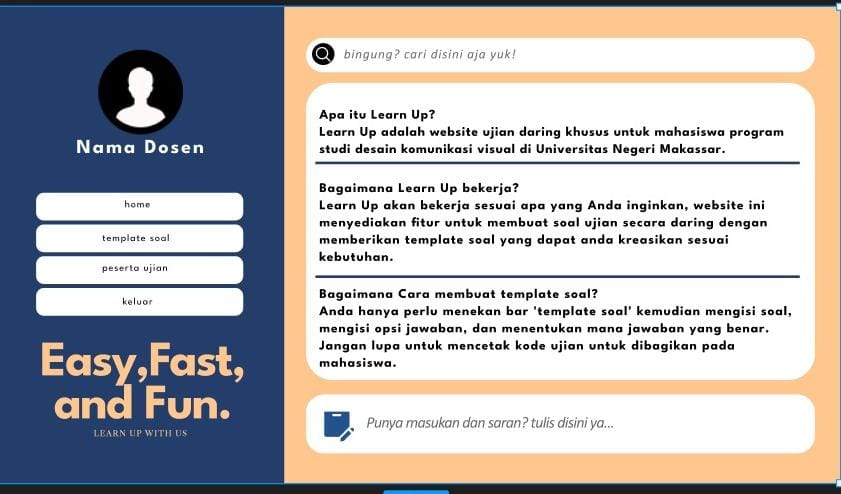 Nama Dosen
home
template soal
peserta ujian
keluar
Easy,Fast,
and Fun.
LEARN UP WITH US
bingung? cari disini aja yuk!
Apa itu Learn Up?
Learn Up adalah website ujian daring khusus untuk mahasiswa program
studi desain komunikasi visual di Universitas Negeri Makassar.
Bagaimana Learn Up bekerja?
Learn Up akan bekerja sesuai apa yang Anda inginkan, website ini
menyediakan fitur untuk membuat soal ujian secara daring dengan
memberikan template soal yang dapat anda kreasikan sesuai
kebutuhan.
Bagaimana Cara membuat template soal?
Anda hanya perlu menekan bar 'template soal' kemudian mengisi soal,
mengisi opsi jawaban, dan menentukan mana jawaban yang benar.
Jangan lupa untuk mencetak kode ujian untuk dibagikan pada
mahasiswa.
Punya masukan dan saran? tulis disini ya...